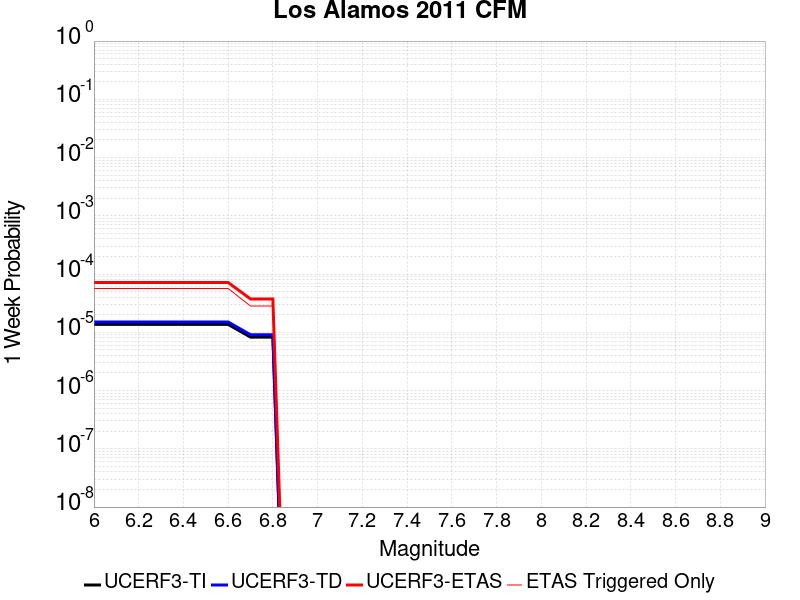 Los Alamos 2011 CFM
10^0
10^-1
10^-2
10^-3
10^-4
10^-5
10^-6
10^-7
10^-8
1 Week Probability
6 6.2 6.4 6.6 6.8 7 7.2 7.4 7.6 7.8 8 8.2 8.4 8.6 8.8 9
Magnitude
UCERF3-TI UCERF3-TD UCERF3-ETAS ETAS Triggered Only